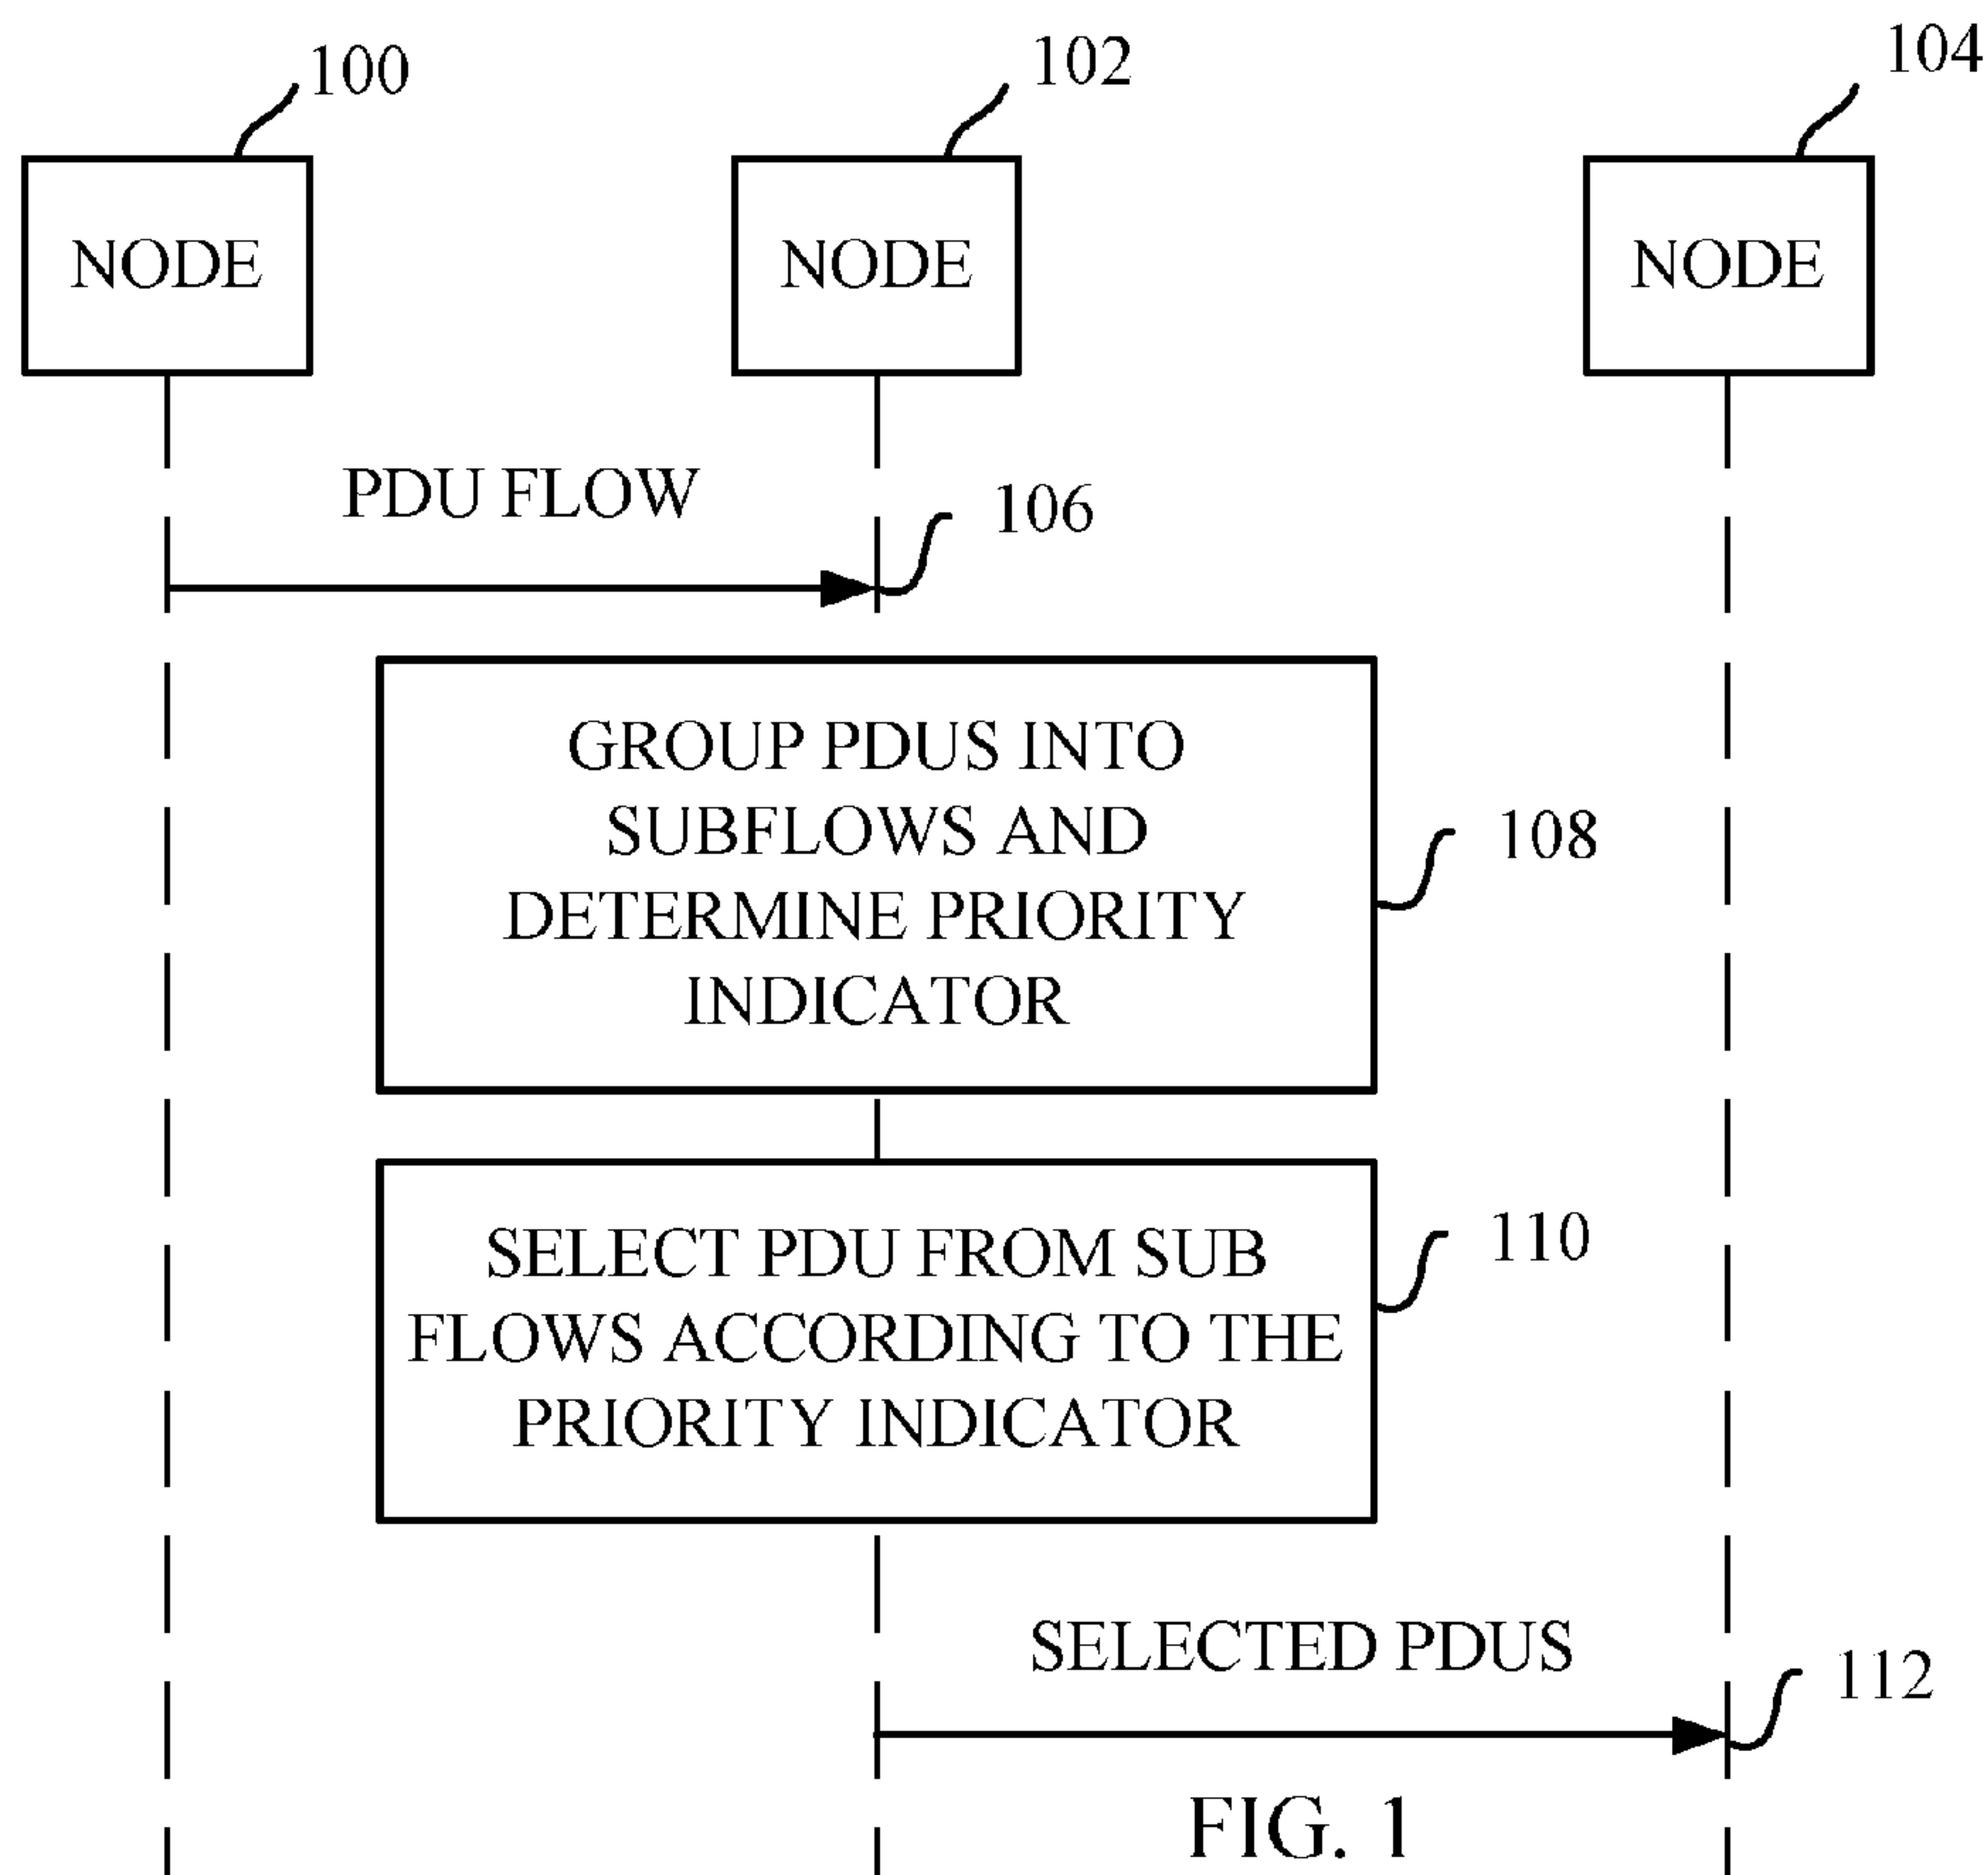 100
102
104
NODE
NODE
NODE
PDU FLOW
106
GROUP PDUS INTO
SUBFLOWS AND
DETERMINE PRIORITY
INDICATOR
108
SELECT PDU FROM SUB
FLOWS ACCORDING TO THE
PRIORITY INDICATOR
110
SELECTED PDUS
112
FIG. 1